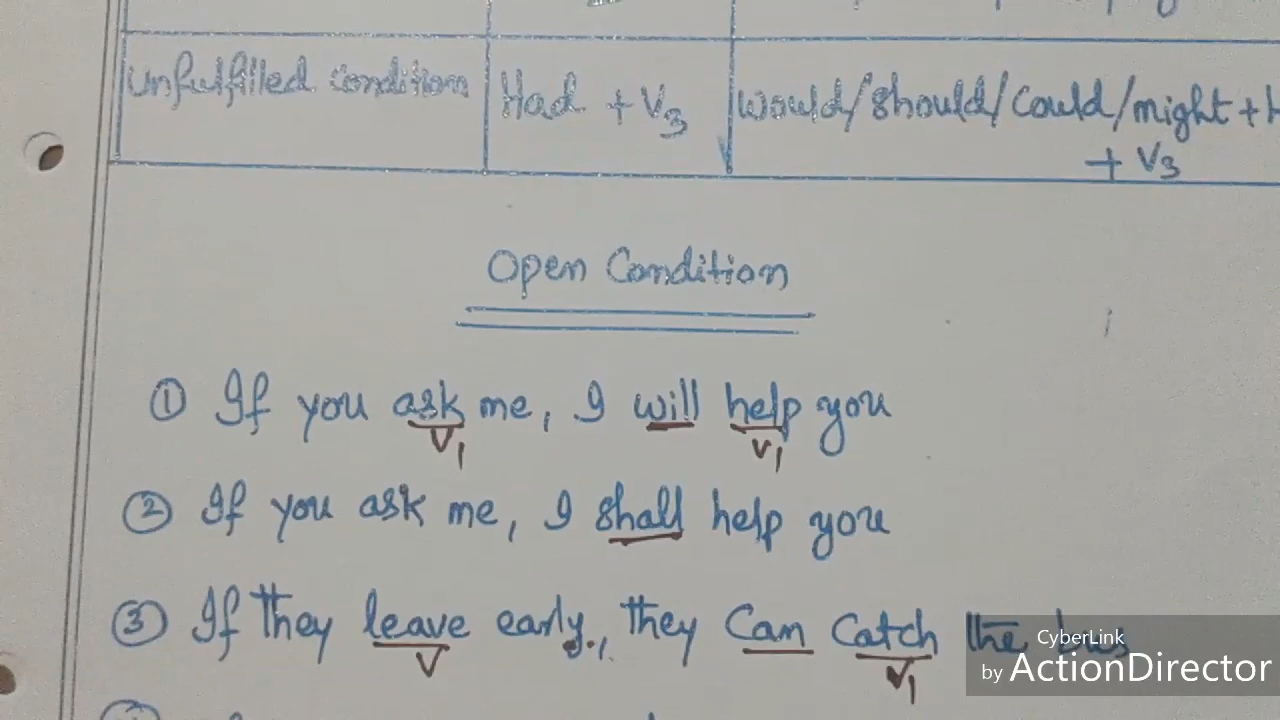 Unfulfilled Condition Had + V3 Would/Should/Could/might +
+ V3
Open Condition
① If you ask me, I will help you
V1 V1
② If you ask me, I shall help you
③ If they leave early., they Can Catch the bus
V V1
CyberLink
by ActionDirector